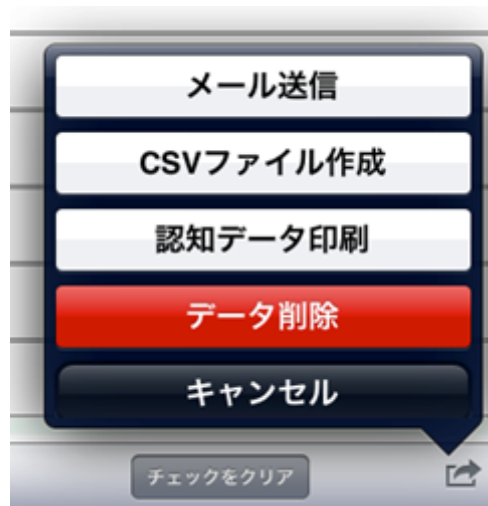 メール送信
CSVファイル作成
認知データ印刷
データ削除
キャンセル
チェックをクリア